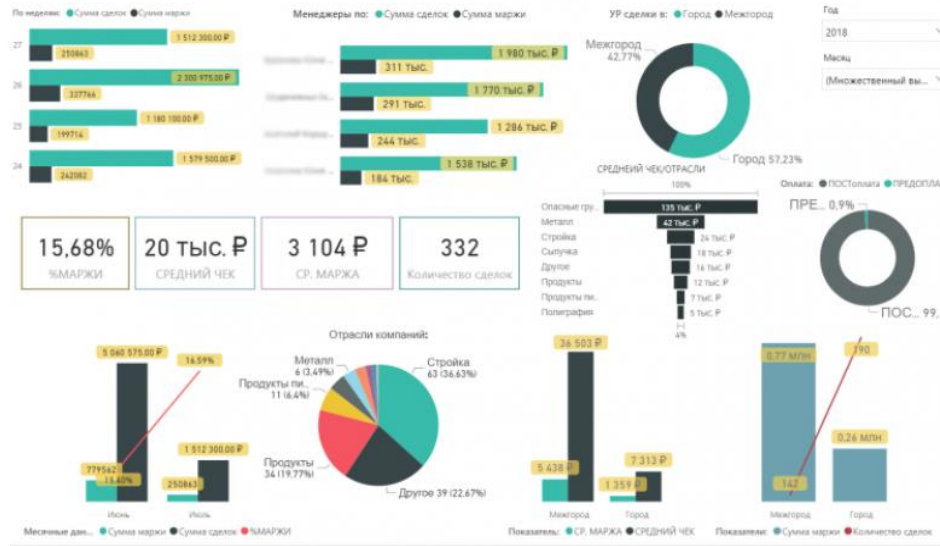 По неделям: Сумма сделок Сумма маржи
27
1 512 300,00 ₽
250863
26
2 300 975,00 ₽
337766
25
1 180 100,00 ₽
199714
24
1 579 500,00 ₽
242082
Менеджеры по: Сумма сделок Сумма маржи
1 980 тыс. ₽
311 тыс.
1 770 тыс. ₽
291 тыс.
1 286 тыс. ₽
244 тыс.
1 538 тыс. ₽
184 тыс.
УР сделки в: Город Межгород
Межгород
42,77%
Город 57,23%
Год
2018
Месяц
(Множественный вы...
15,68%
%МАРЖИ
20 тыс. ₽
СРЕДНИЙ ЧЕК
3 104 ₽
СР. МАРЖА
332
Количество сделок
СРЕДНЕИЙ ЧЕК/ОТРАСЛИ
100%
Опасные гру... 135 тыс. ₽
Металл 42 тыс. ₽
Стройка 24 тыс. ₽
Сыпучка 18 тыс. ₽
Другое 16 тыс. ₽
Продукты 12 тыс. ₽
Продукты пи... 7 тыс. ₽
Полиграфия 5 тыс. ₽
4%
Оплата: ПОСТоплата ПРЕДОПЛА
ПРЕ... 0,9%
ПОС... 99,
5 060 575,00 ₽
16.59%
779562
15,40%
1 512 300,00 ₽
250863
Июнь Июль
Месячные дан... Сумма маржи Сумма сделок %МАРЖИ
Отрасли компаний:
Стройка
63 (36,63%)
Металл
6 (3,49%)
Продукты пи...
11 (6,4%)
Продукты
34 (19,77%)
Другое 39 (22,67%)
36 503 ₽
5 438 ₽
7 313 ₽
1 359 ₽
Межгород Город
Показатель: СР. МАРЖА СРЕДНИЙ ЧЕК
0,77 млн
190
0,26 млн
142
Межгород Город
Показатели: Сумма маржи Количество сделок